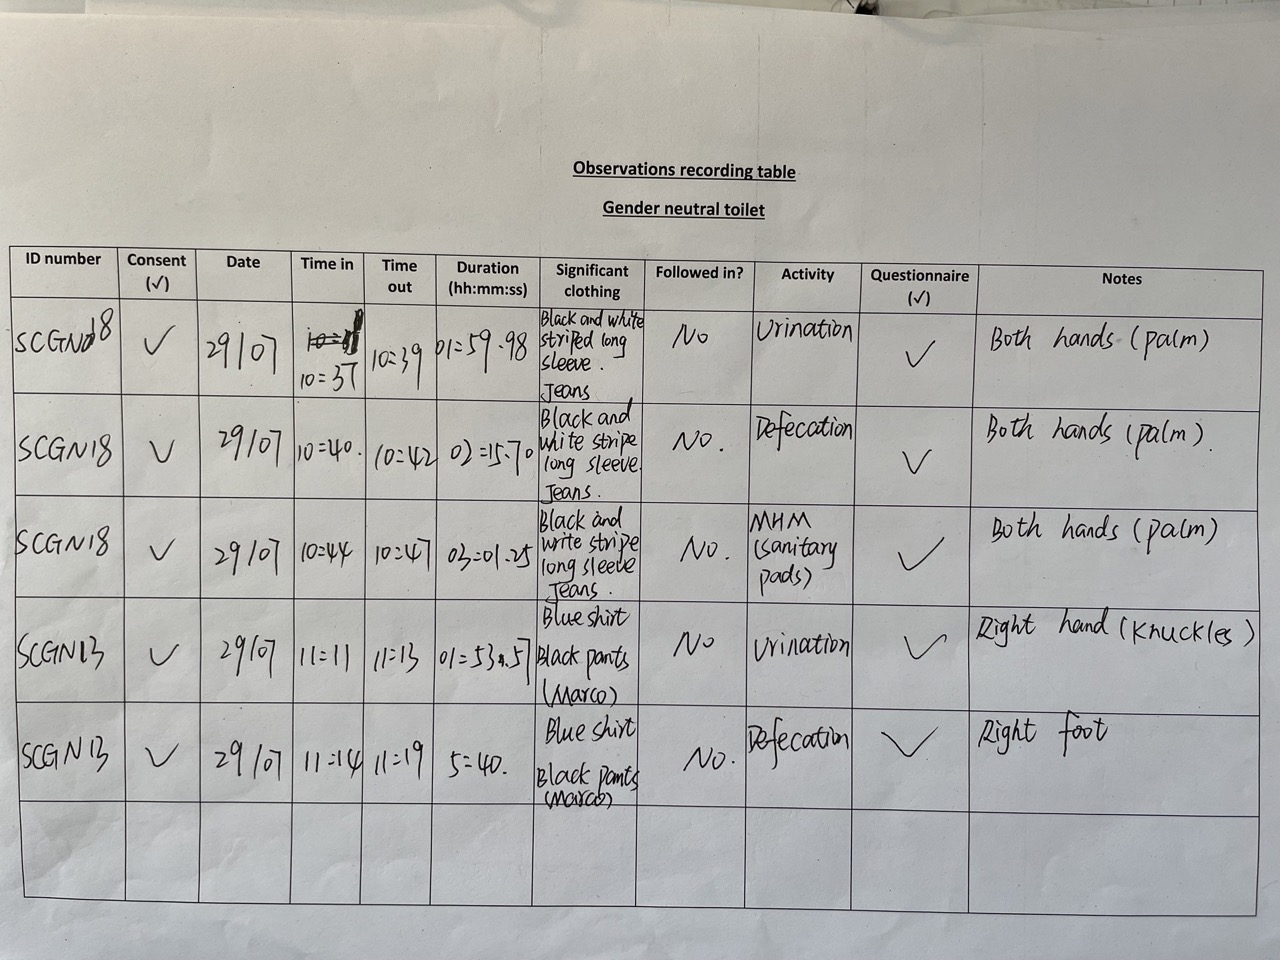 Observations recording table
Gender neutral toilet
ID number Consent (√) Date Time in Time out Duration (hh:mm:ss) Significant clothing Followed in? Activity Questionnaire (√) Notes
SCGN18 ✓ 29/07 10=37 10=39 01=59.98 Black and white striped long sleeve. Jeans No Urination ✓ Both hands (palm)
SCGN18 ✓ 29/07 10=40. 10=42 02=15.70 Black and white stripe long sleeve. Jeans. No. Defecation ✓ Both hands (palm).
SCGN18 ✓ 29/07 10=44 10=47 03=01.25 Black and write stripe long sleeve Jeans. No. MHM (sanitary pads) ✓ Both hands (palm)
SCGN13 ✓ 29/07 11=11 11=13 01=53.57 Blue shirt Black pants (Marco) No Urination ✓ Right hand (Knuckles)
SCGN13 ✓ 29/07 11=14 11=19 5=40. Blue shirt Black pants (Marco) No. Defecation ✓ Right foot